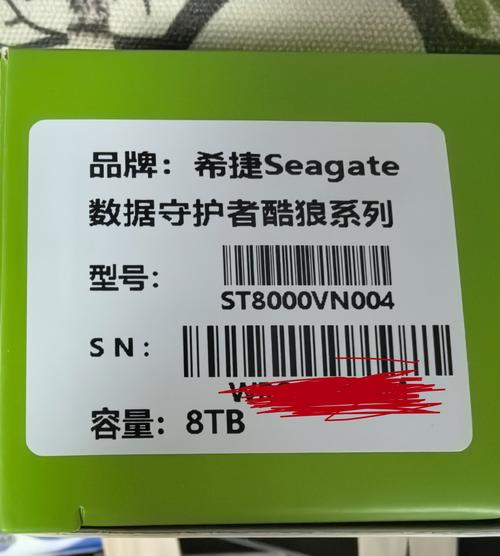 品牌：希捷Seagate
数据守护者酷狼系列
型号：
ST8000VN004
SN：
容量：8TB